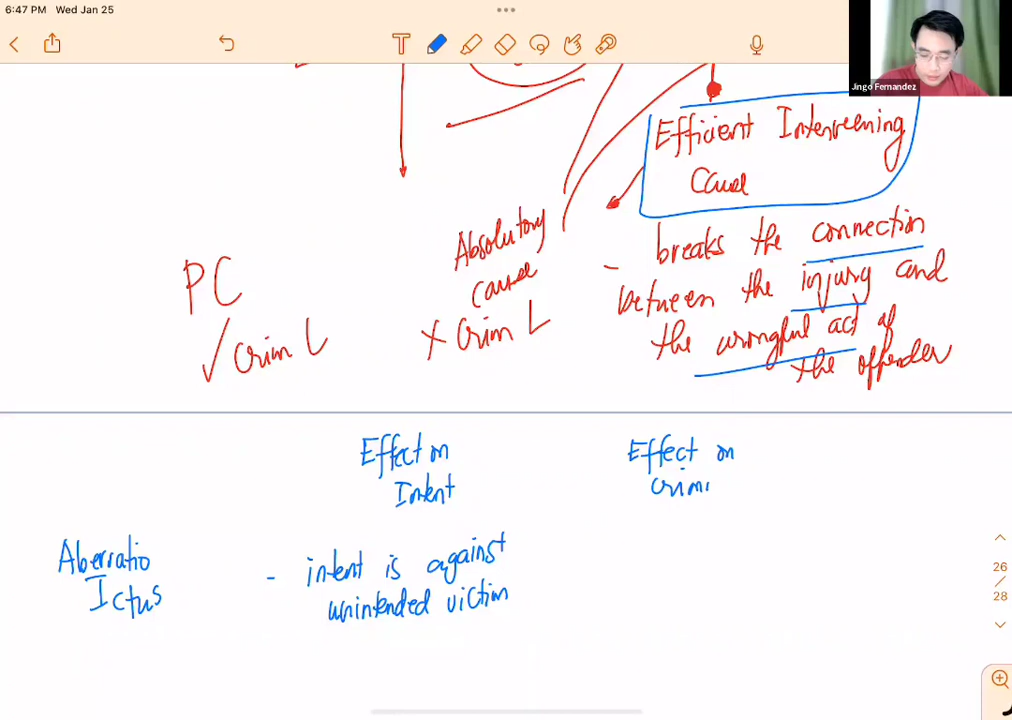 6:47 PM Wed Jan 25
Jingo Fernandez
Efficient Intervening
Cause
- breaks the connection
between the injury and
the wrongful act of
the offender
Absolutory
cause
X Crim L
PC
✓ Crim L
Effect on
Intent
Effect on
crimi
Aberratio
Ictus
- intent is against
unintended victim
26
/
28